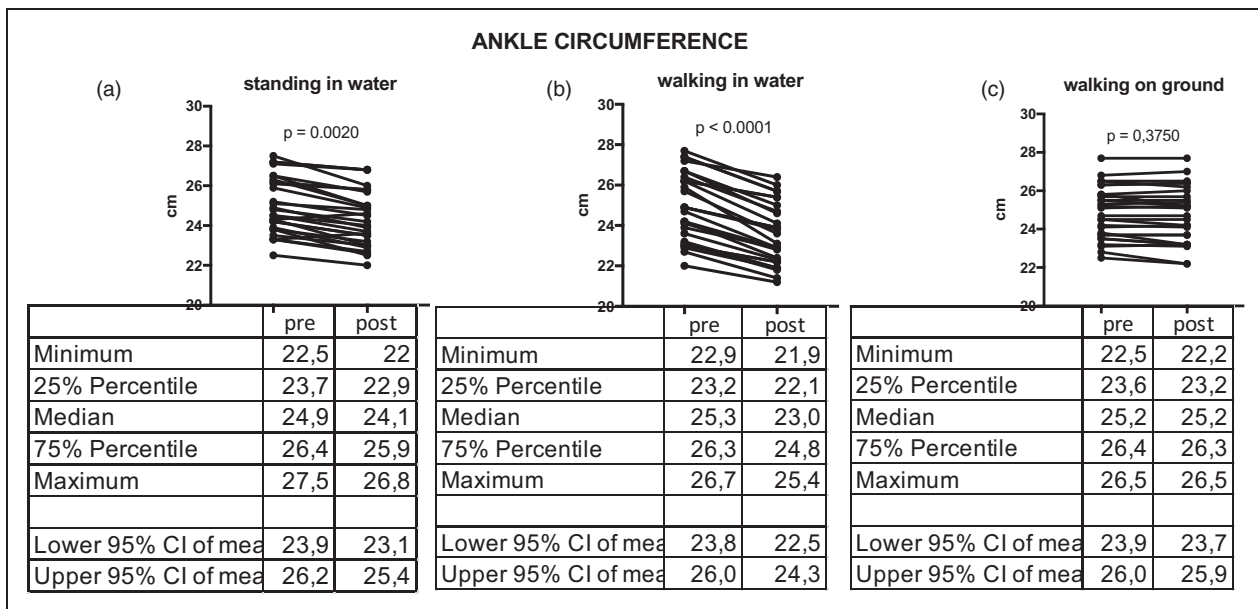 ANKLE CIRCUMFERENCE
(a)
standing in water
30
28
26
24
22
20
cm
p = 0.0020
pre post
Minimum 22,5 22
25% Percentile 23,7 22,9
Median 24,9 24,1
75% Percentile 26,4 25,9
Maximum 27,5 26,8
Lower 95% CI of mea 23,9 23,1
Upper 95% CI of mea 26,2 25,4
(b)
walking in water
30
28
26
24
22
20
cm
p < 0.0001
pre post
Minimum 22,9 21,9
25% Percentile 23,2 22,1
Median 25,3 23,0
75% Percentile 26,3 24,8
Maximum 26,7 25,4
Lower 95% CI of mea 23,8 22,5
Upper 95% CI of mea 26,0 24,3
(c)
walking on ground
30
28
26
24
22
20
cm
p = 0,3750
pre post
Minimum 22,5 22,2
25% Percentile 23,6 23,2
Median 25,2 25,2
75% Percentile 26,4 26,3
Maximum 26,5 26,5
Lower 95% CI of mea 23,9 23,7
Upper 95% CI of mea 26,0 25,9